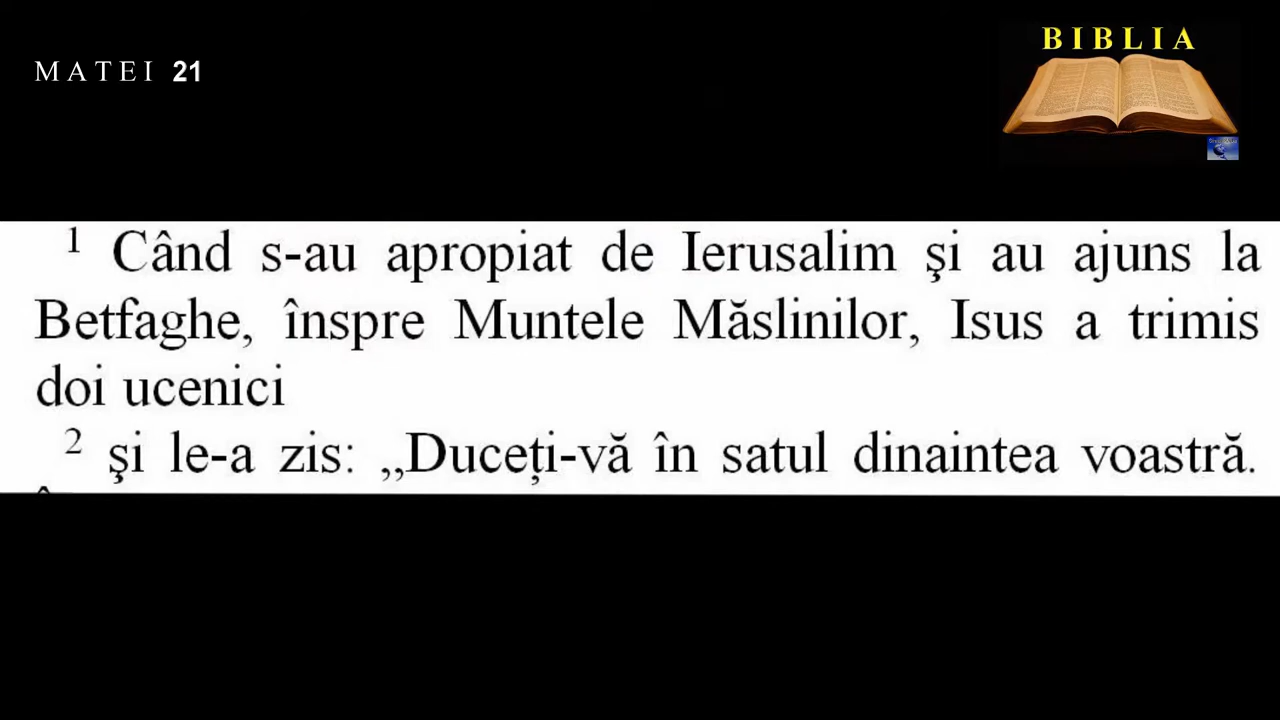 BIBLIA
MATEI 21
1 Când s-au apropiat de Ierusalim şi au ajuns la
Betfaghe, înspre Muntele Măslinilor, Isus a trimis
doi ucenici
2 şi le-a zis: „Duceţi-vă în satul dinaintea voastră.